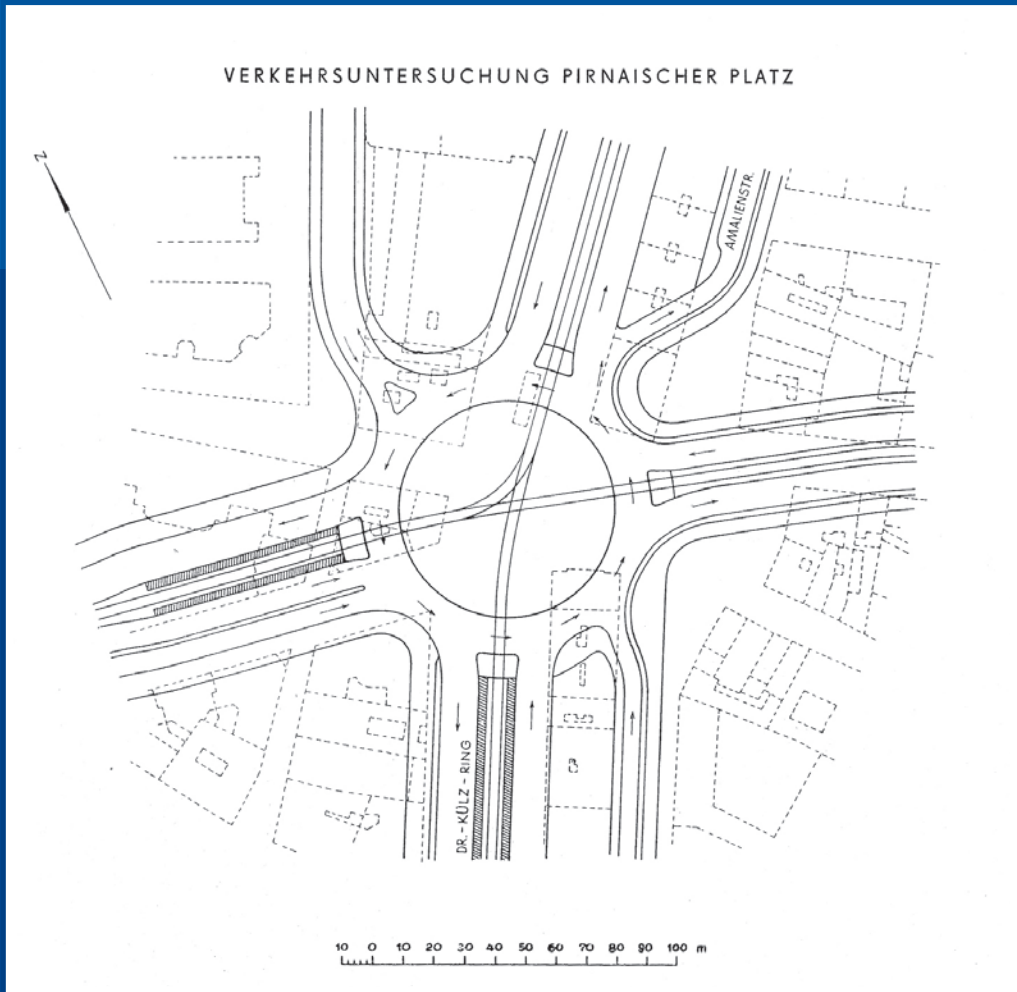 VERKEHRSUNTERSUCHUNG PIRNAISCHER PLATZ
N
AMALIENSTR.
DR.-KÜLZ-RING
10 0 10 20 30 40 50 60 70 80 90 100 m